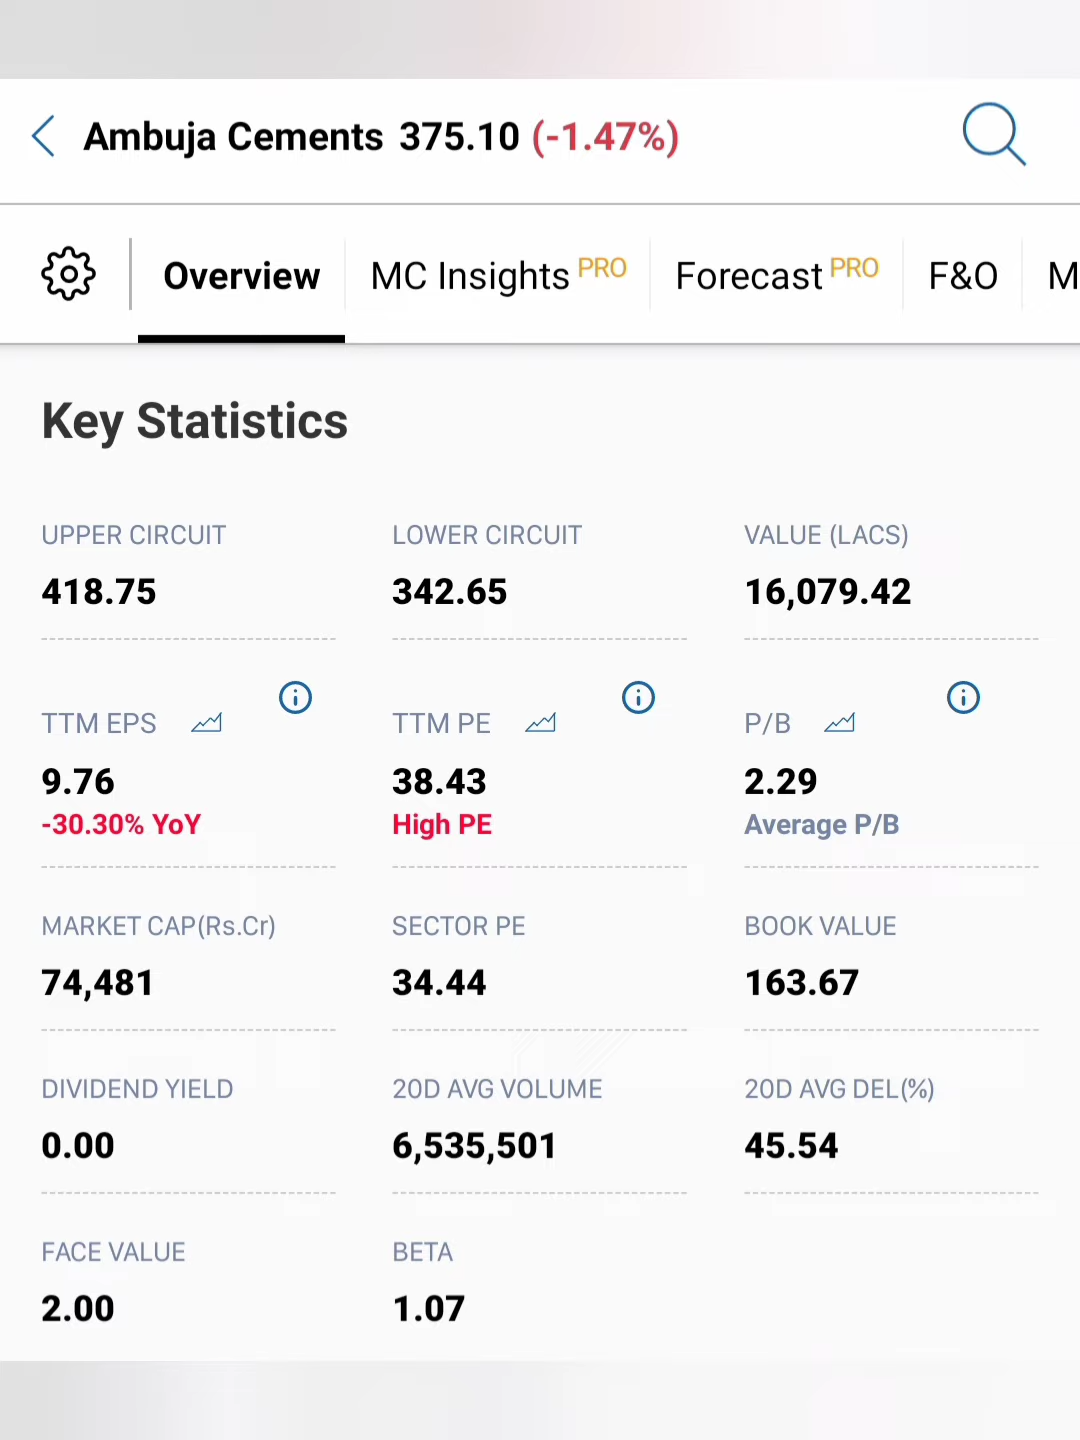 Ambuja Cements 375.10 (-1.47%)
Overview MC Insights PRO Forecast PRO F&O M
Key Statistics
UPPER CIRCUIT LOWER CIRCUIT VALUE (LACS)
418.75 342.65 16,079.42
TTM EPS TTM PE P/B
9.76 38.43 2.29
-30.30% YoY High PE Average P/B
MARKET CAP(Rs.Cr) SECTOR PE BOOK VALUE
74,481 34.44 163.67
DIVIDEND YIELD 20D AVG VOLUME 20D AVG DEL(%)
0.00 6,535,501 45.54
FACE VALUE BETA
2.00 1.07